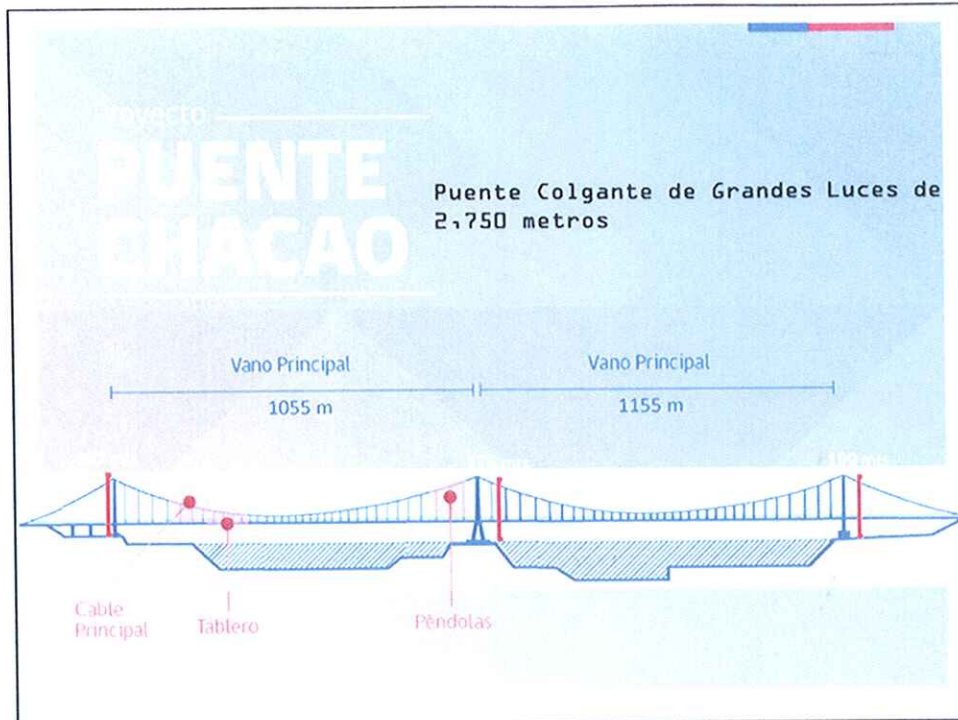 Proyecto
PUENTE
CHACAO
Puente Colgante de Grandes Luces de
2,750 metros
Vano Principal
Vano Principal
1055 m
1155 m
Cable
Principal
Tablero
Péndolas